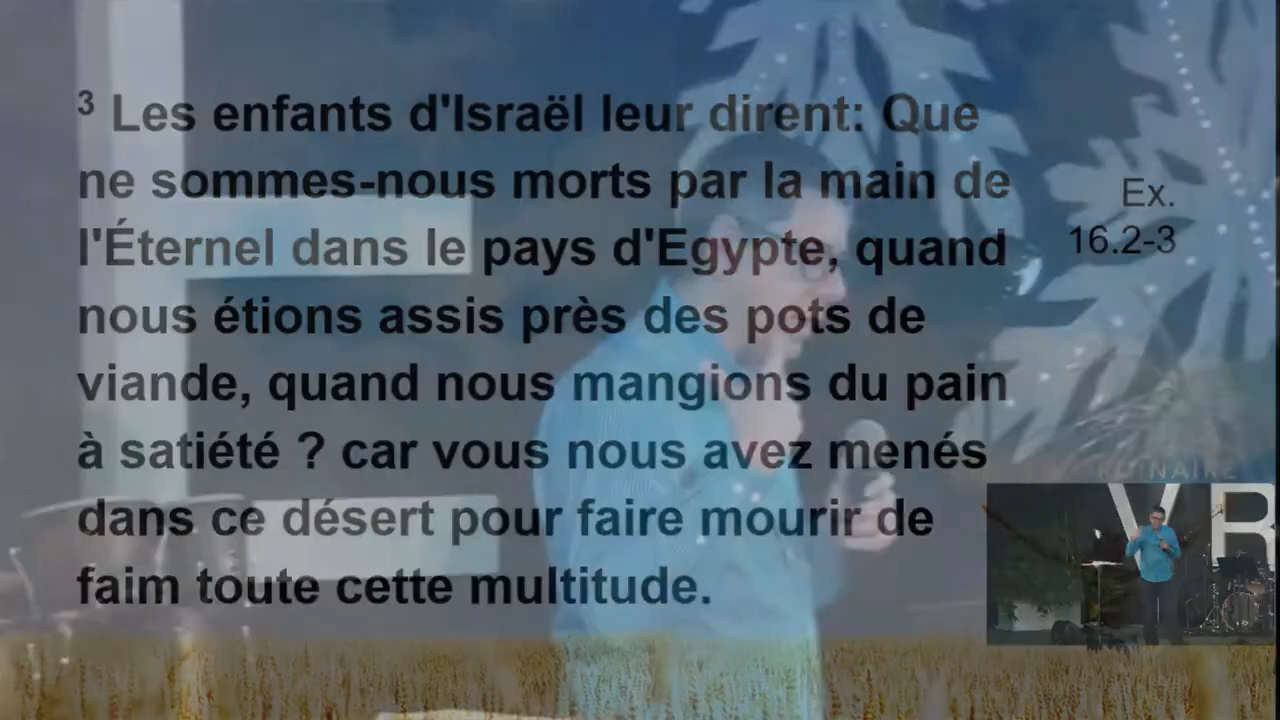 3 Les enfants d'Israël leur dirent: Que
ne sommes-nous morts par la main de
l'Éternel dans le pays d'Egypte, quand
nous étions assis près des pots de
viande, quand nous mangions du pain
à satiété ? car vous nous avez menés
dans ce désert pour faire mourir de
faim toute cette multitude.
Ex.
16.2-3
VR